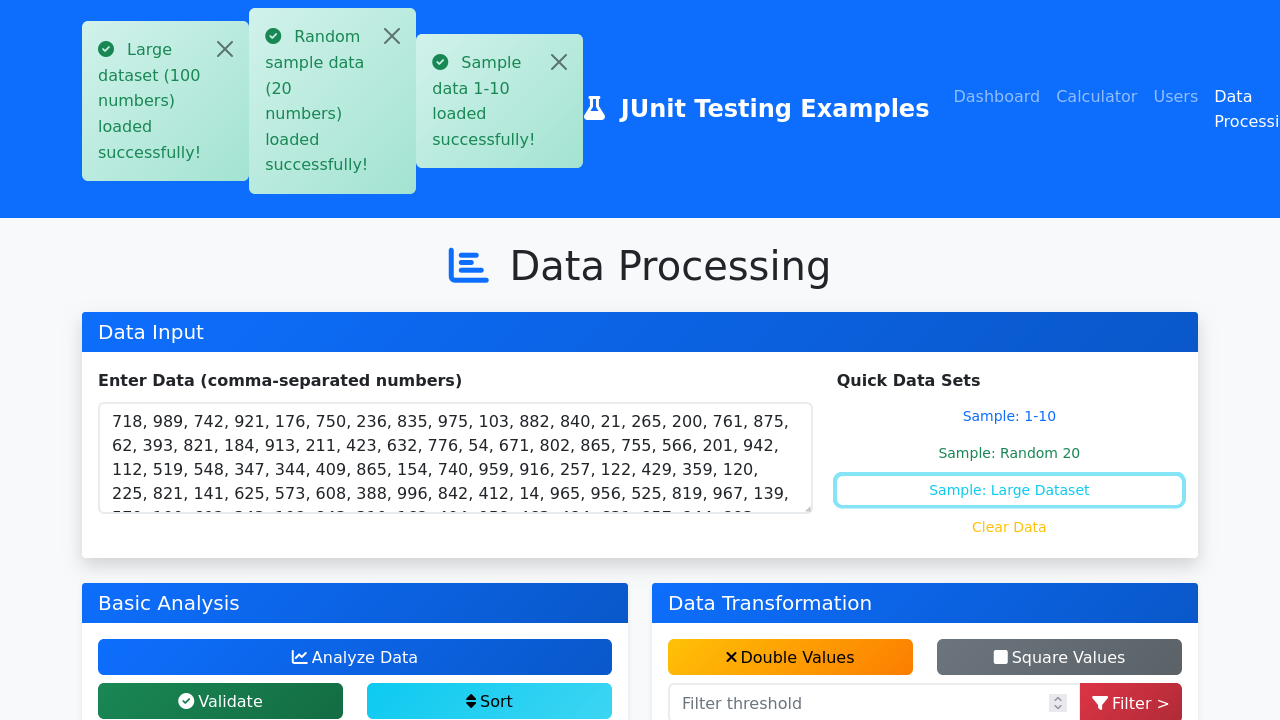 Large
dataset (100
numbers)
loaded
successfully!
Random
sample data
(20
numbers)
loaded
successfully!
Sample
data 1-10
loaded
successfully!
JUnit Testing Examples
Dashboard
Calculator
Users
Data
Processi
Data Processing
Data Input
Enter Data (comma-separated numbers)
718, 989, 742, 921, 176, 750, 236, 835, 975, 103, 882, 840, 21, 265, 200, 761, 875,
62, 393, 821, 184, 913, 211, 423, 632, 776, 54, 671, 802, 865, 755, 566, 201, 942,
112, 519, 548, 347, 344, 409, 865, 154, 740, 959, 916, 257, 122, 429, 359, 120,
225, 821, 141, 625, 573, 608, 388, 996, 842, 412, 14, 965, 956, 525, 819, 967, 139,
Quick Data Sets
Sample: 1-10
Sample: Random 20
Sample: Large Dataset
Clear Data
Basic Analysis
Analyze Data
Validate
Sort
Data Transformation
Double Values
Square Values
Filter threshold
Filter >